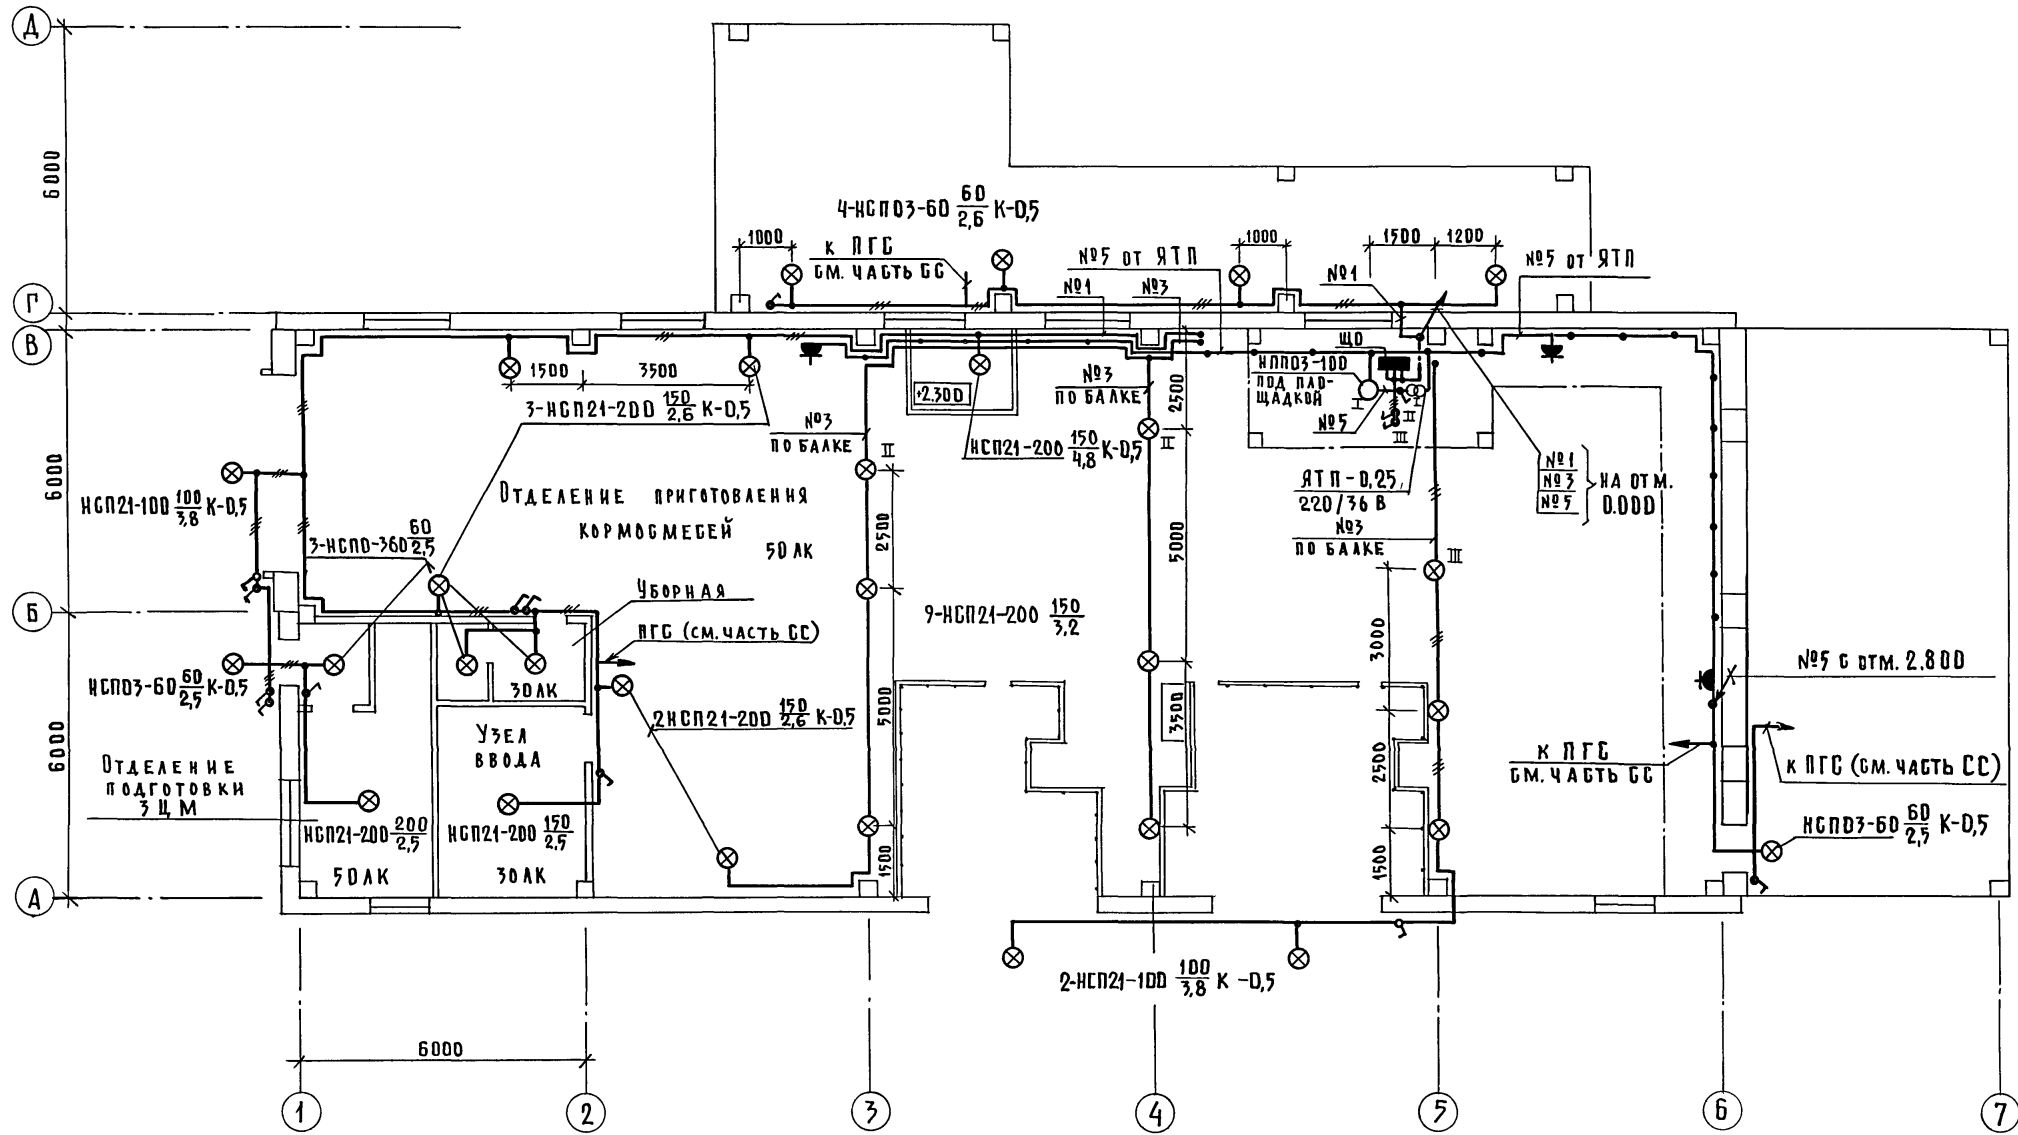 Д
6000
4-НСП03-60 60/2,6 К-0,5
1000
к ПГС
см. часть СС
№5 от ЯТП
1000
1500
1200
№1
№5 от ЯТП
Г
№1
№3
В
ЩО
НПП03-100
под пло-
щадкой
I
I
II
III
№5
1500
3500
+2.300
№3
по балке
2500
3-НСП21-200 150/2,6 К-0,5
№3
по балке
II
НСП21-200 150/4,8 К-0,5
II
6000
НСП21-100 100/3,8 К-0,5
Отделение приготовления
кормосмесей
50 лк
ЯТП-0,25
220/36 В
№3
по балке
№1
№3
№5
на отм.
0.000
3-НСП0-360 60/2,5
2500
5000
III
Уборная
Б
ПГС (см. часть СС)
9-НСП21-200 150/3,2
3000
№5 с отм. 2.800
НСП03-60 60/2,5 К-0,5
30 лк
2НСП21-200 150/2,6 К-0,5
5000
3500
6000
Узел
ввода
Отделение
подготовки
ЗЦМ
2500
к ПГС
см. часть СС
к ПГС (см. часть СС)
НСП21-200 200/2,5
НСП21-200 150/2,5
НСП03-60 60/2,5 К-0,5
50 лк
30 лк
1500
1500
А
2-НСП21-100 100/3,8 К-0,5
6000
1
2
3
4
5
6
7